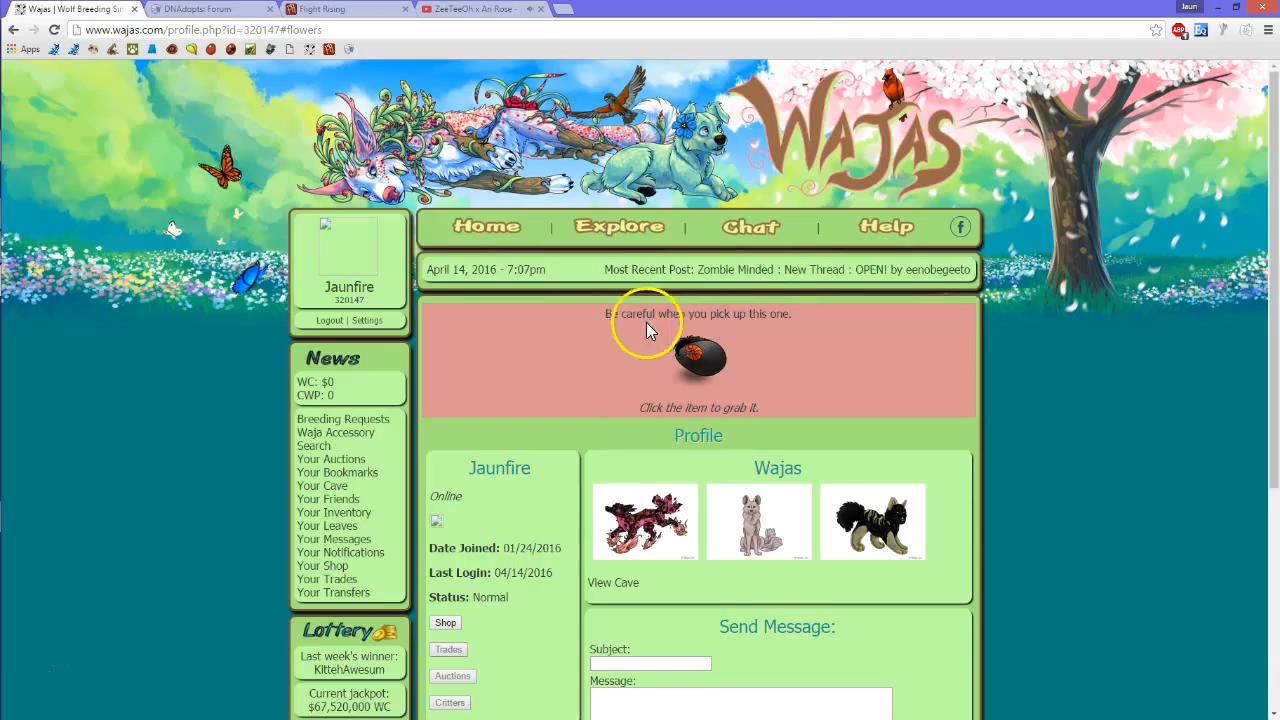 Wajas | Wolf Breeding Sim
DNAdopts: Forum
Flight Rising
ZeeTeeOh x Ari Rose -
Jaun
www.wajas.com/profile.php?id=320147#flowers
Apps
WAJAS
Home | Explore | Chat | Help
Jaunfire
320147
Logout | Settings
April 14, 2016 - 7:07pm
Most Recent Post: Zombie Minded : New Thread : OPEN! by eenobegeeto
Be careful when you pick up this one.
Click the item to grab it.
News
WC: $0
CWP: 0
Breeding Requests
Waja Accessory
Search
Your Auctions
Your Bookmarks
Your Cave
Your Friends
Your Inventory
Your Leaves
Your Messages
Your Notifications
Your Shop
Your Trades
Your Transfers
Lottery
Last week's winner:
KittehAwesum
Current jackpot:
$67,520,000 WC
Profile
Jaunfire
Online
Date Joined: 01/24/2016
Last Login: 04/14/2016
Status: Normal
Shop
Trades
Auctions
Critters
Wajas
View Cave
Send Message:
Subject:
Message: